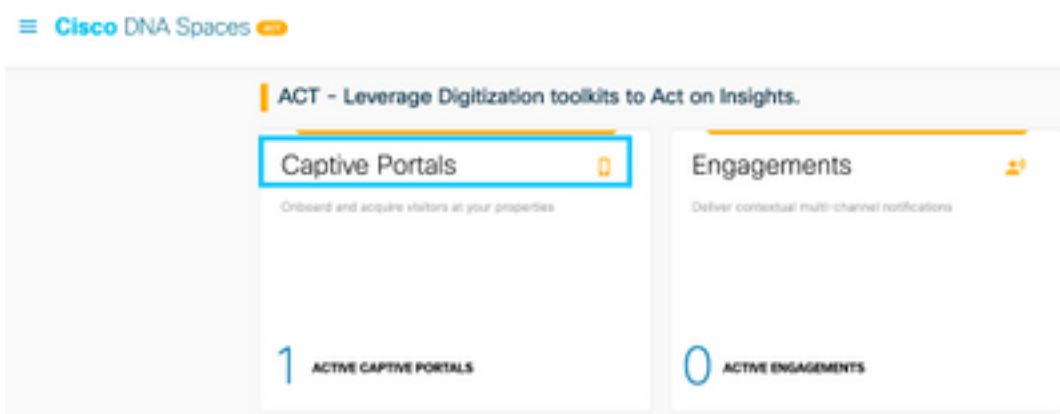 Cisco DNA Spaces ACT
ACT - Leverage Digitization toolkits to Act on Insights.
Captive Portals
Onboard and acquire visitors at your properties
1 ACTIVE CAPTIVE PORTALS
Engagements
Deliver contextual multi-channel notifications
0 ACTIVE ENGAGEMENTS